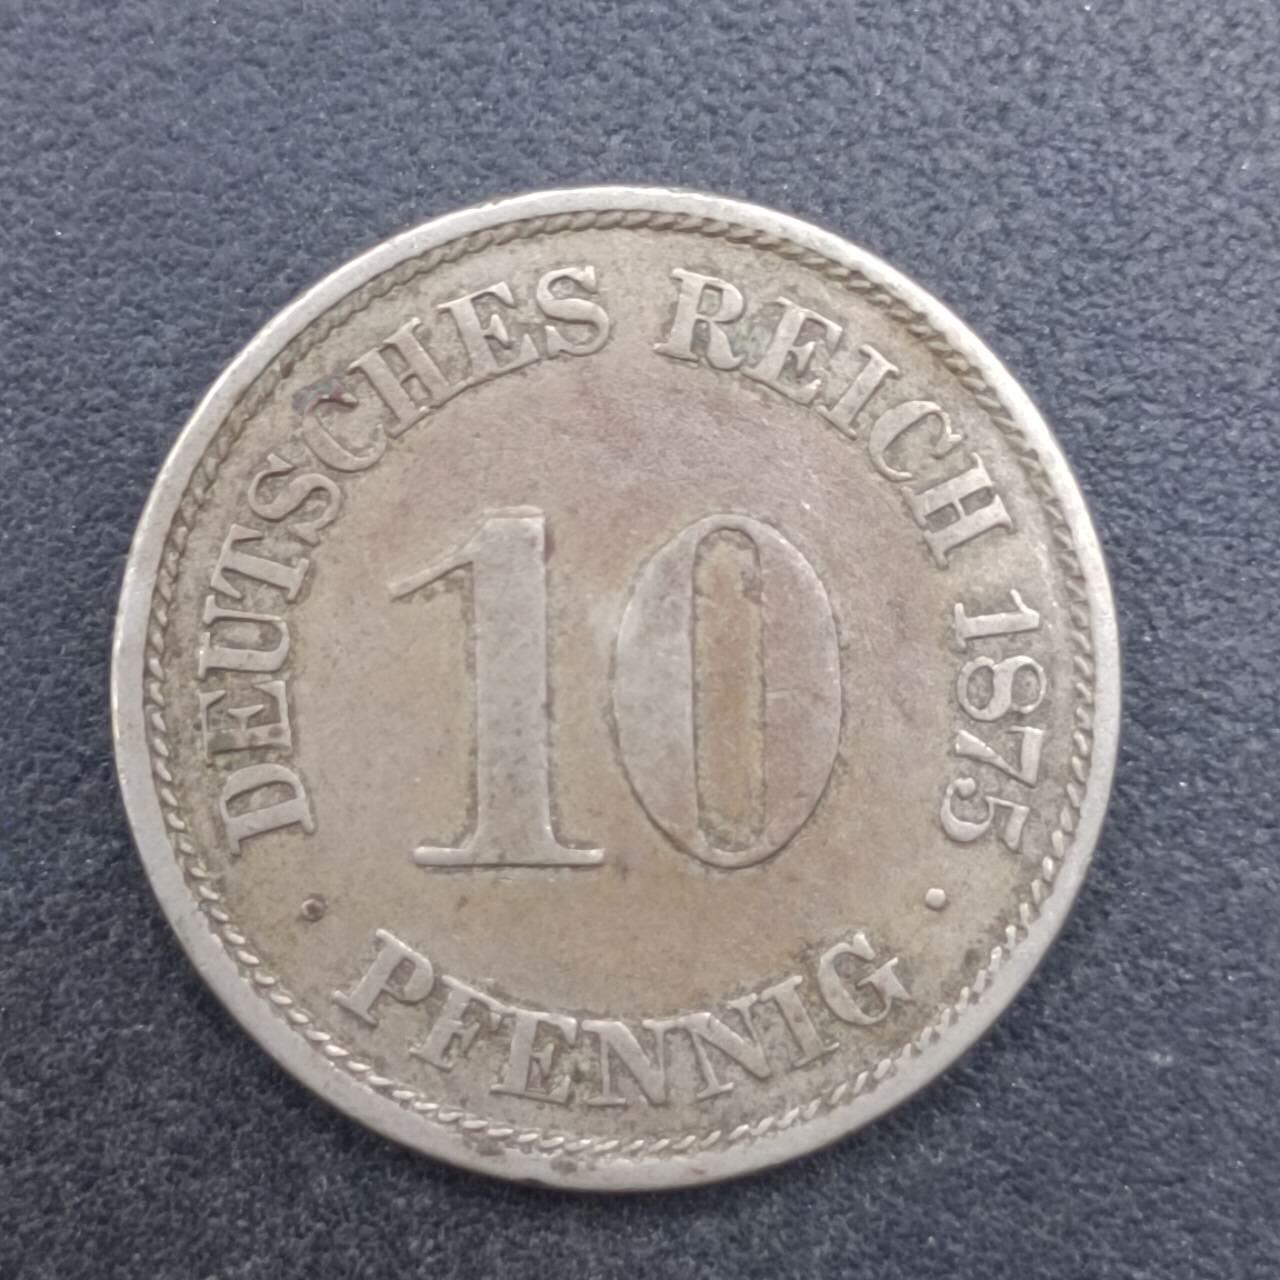 DEUTSCHES REICH 1875
10
· PFENNIG ·